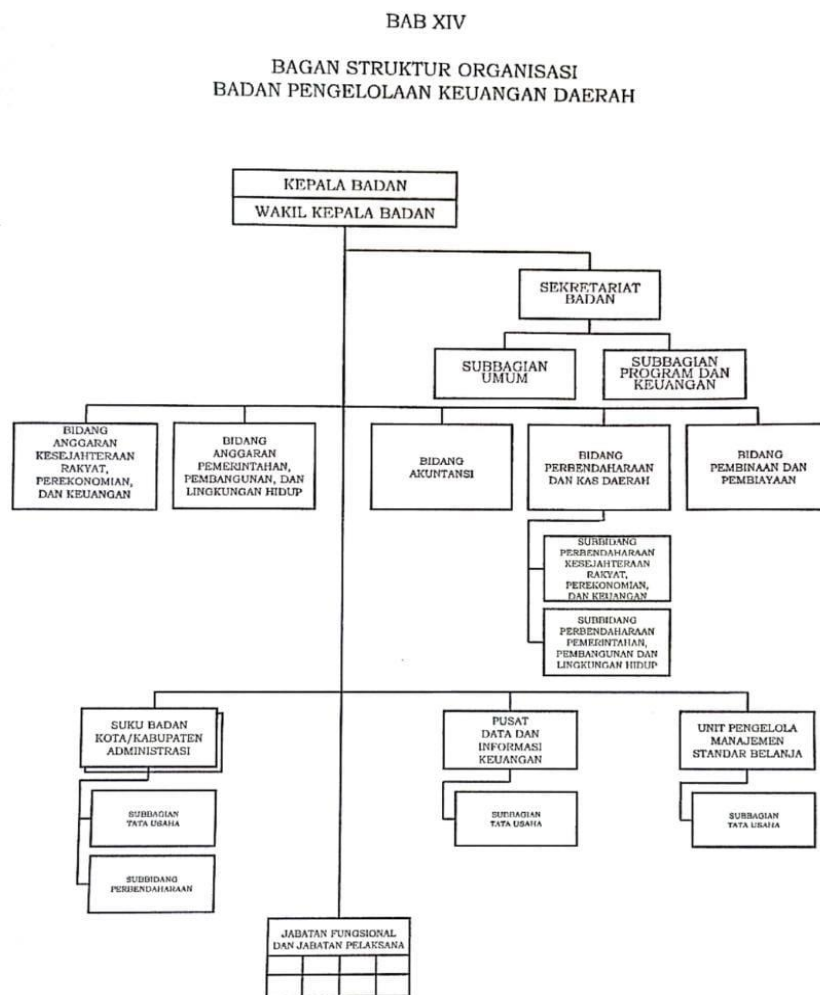 BAB XIV
BAGAN STRUKTUR ORGANISASI
BADAN PENGELOLAAN KEUANGAN DAERAH
KEPALA BADAN
WAKIL KEPALA BADAN
SEKRETARIAT
BADAN
SUBBAGIAN
UMUM
SUBBAGIAN
PROGRAM DAN
KEUANGAN
BIDANG
ANGGARAN
KESEJAHTERAAN
RAKYAT,
PEREKONOMIAN,
DAN KEUANGAN
BIDANG
ANGGARAN
PEMERINTAHAN,
PEMBANGUNAN, DAN
LINGKUNGAN HIDUP
BIDANG
AKUNTANSI
BIDANG
PERBENDAHARAAN
DAN KAS DAERAH
BIDANG
PEMBINAAN DAN
PEMBIAYAAN
SUBBIDANG
PERBENDAHARAAN
KESEJAHTERAAN
RAKYAT,
PEREKONOMIAN,
DAN KEUANGAN
SUBBIDANG
PERBENDAHARAAN
PEMERINTAHAN,
PEMBANGUNAN DAN
LINGKUNGAN HIDUP
SUKU BADAN
KOTA/KABUPATEN
ADMINISTRASI
SUBBAGIAN
TATA USAHA
SUBBIDANG
PERBENDAHARAAN
PUSAT
DATA DAN
INFORMASI
KEUANGAN
SUBBAGIAN
TATA USAHA
UNIT PENGELOLA
MANAJEMEN
STANDAR BELANJA
SUBBAGIAN
TATA USAHA
JABATAN FUNGSIONAL
DAN JABATAN PELAKSANA